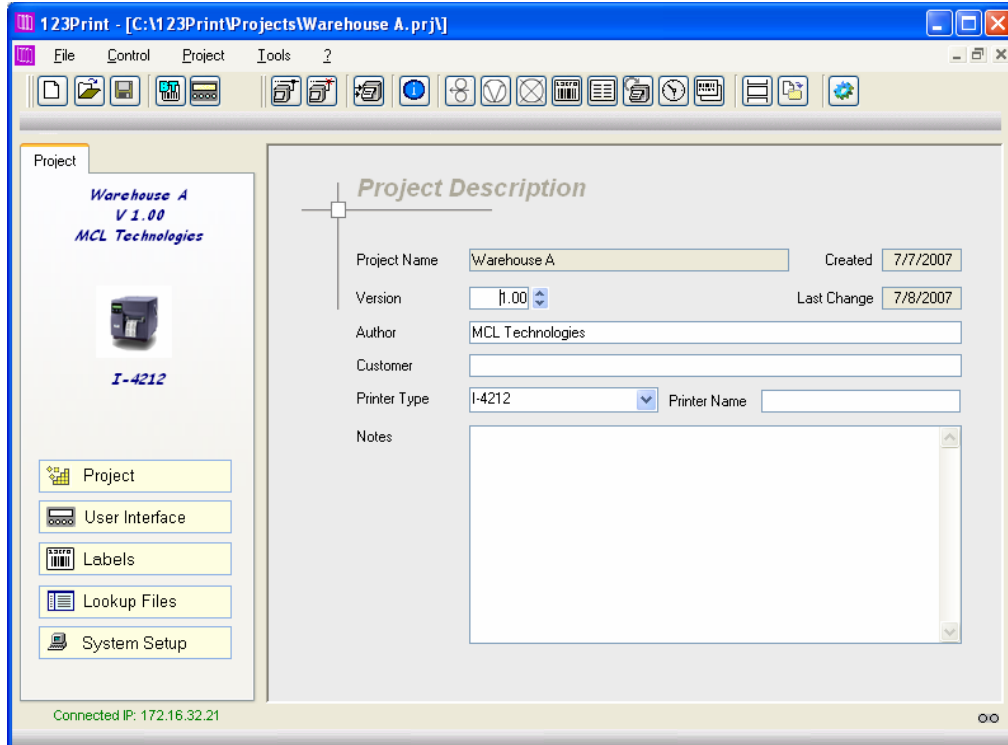 123Print - [C:\123Print\Projects\Warehouse A.prj\]
File Control Project Tools ?
Project
Warehouse A
V 1.00
MCL Technologies
I-4212
Project
User Interface
Labels
Lookup Files
System Setup
Project Description
Project Name Warehouse A Created 7/7/2007
Version 1.00 Last Change 7/8/2007
Author MCL Technologies
Customer
Printer Type I-4212 Printer Name
Notes
Connected IP: 172.16.32.21